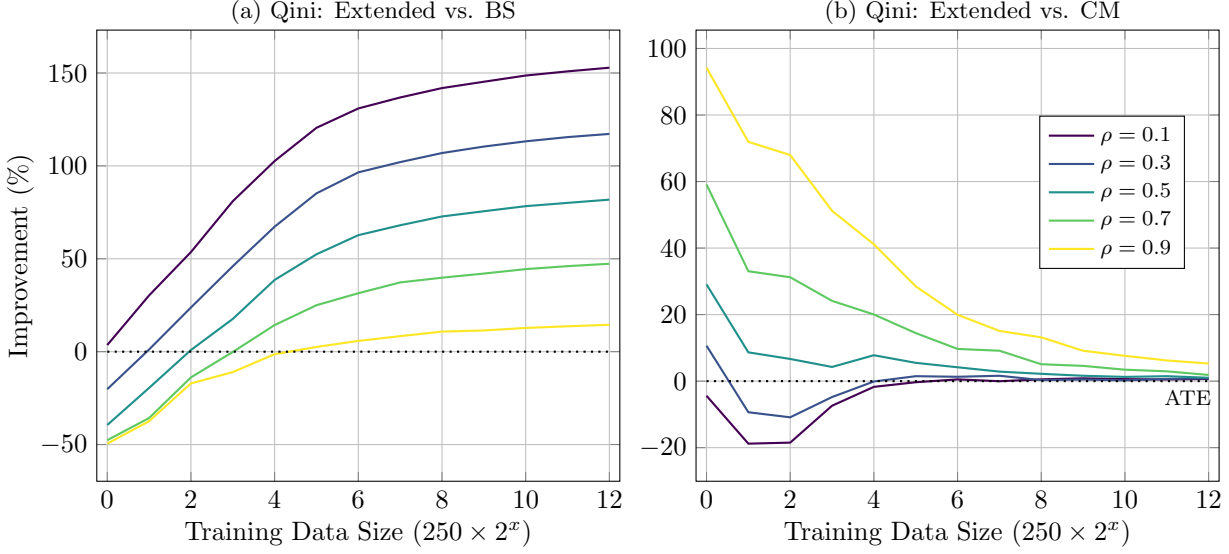 (a) Qini: Extended vs. BS
(b) Qini: Extended vs. CM
Improvement (%)
150
100
50
0
−50
0 2 4 6 8 10 12
Training Data Size (250 × 2^x)
100
80
60
40
20
0
−20
ρ = 0.1
ρ = 0.3
ρ = 0.5
ρ = 0.7
ρ = 0.9
ATE
0 2 4 6 8 10 12
Training Data Size (250 × 2^x)